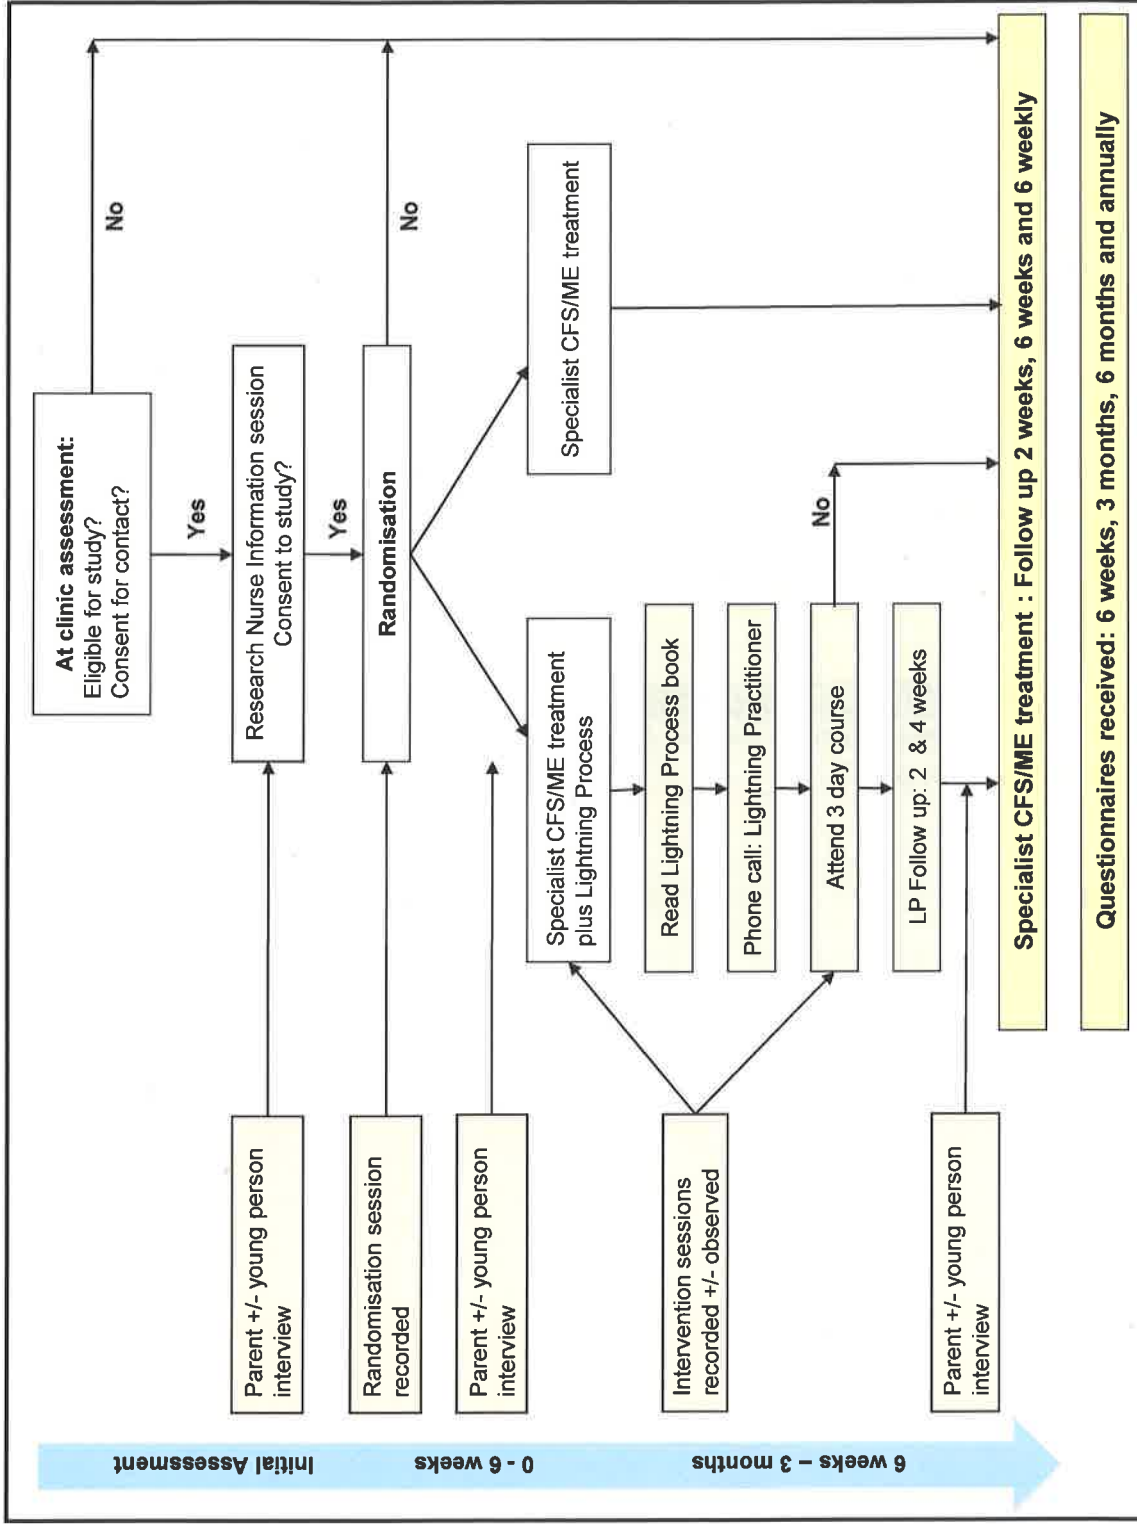 At clinic assessment:
Eligible for study?
Consent for contact?
No
Yes
Parent +/- young person
interview
Research Nurse Information session
Consent to study?
Yes
No
Randomisation session
recorded
Randomisation
Parent +/- young person
interview
Specialist CFS/ME treatment
plus Lightning Process
Specialist CFS/ME treatment
Read Lightning Process book
Intervention sessions
recorded +/- observed
Phone call: Lightning Practitioner
Attend 3 day course
No
LP Follow up: 2 & 4 weeks
Parent +/- young person
interview
Specialist CFS/ME treatment : Follow up 2 weeks, 6 weeks and 6 weekly
Questionnaires received: 6 weeks, 3 months, 6 months and annually
Initial Assessment
0 - 6 weeks
6 weeks – 3 months